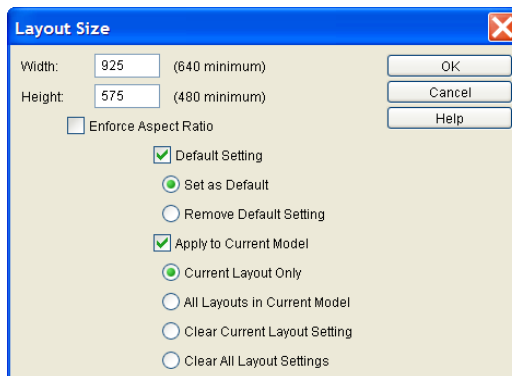 Layout Size
Width: 925 (640 minimum) OK
Height: 575 (480 minimum) Cancel
Enforce Aspect Ratio Help
Default Setting
Set as Default
Remove Default Setting
Apply to Current Model
Current Layout Only
All Layouts in Current Model
Clear Current Layout Setting
Clear All Layout Settings